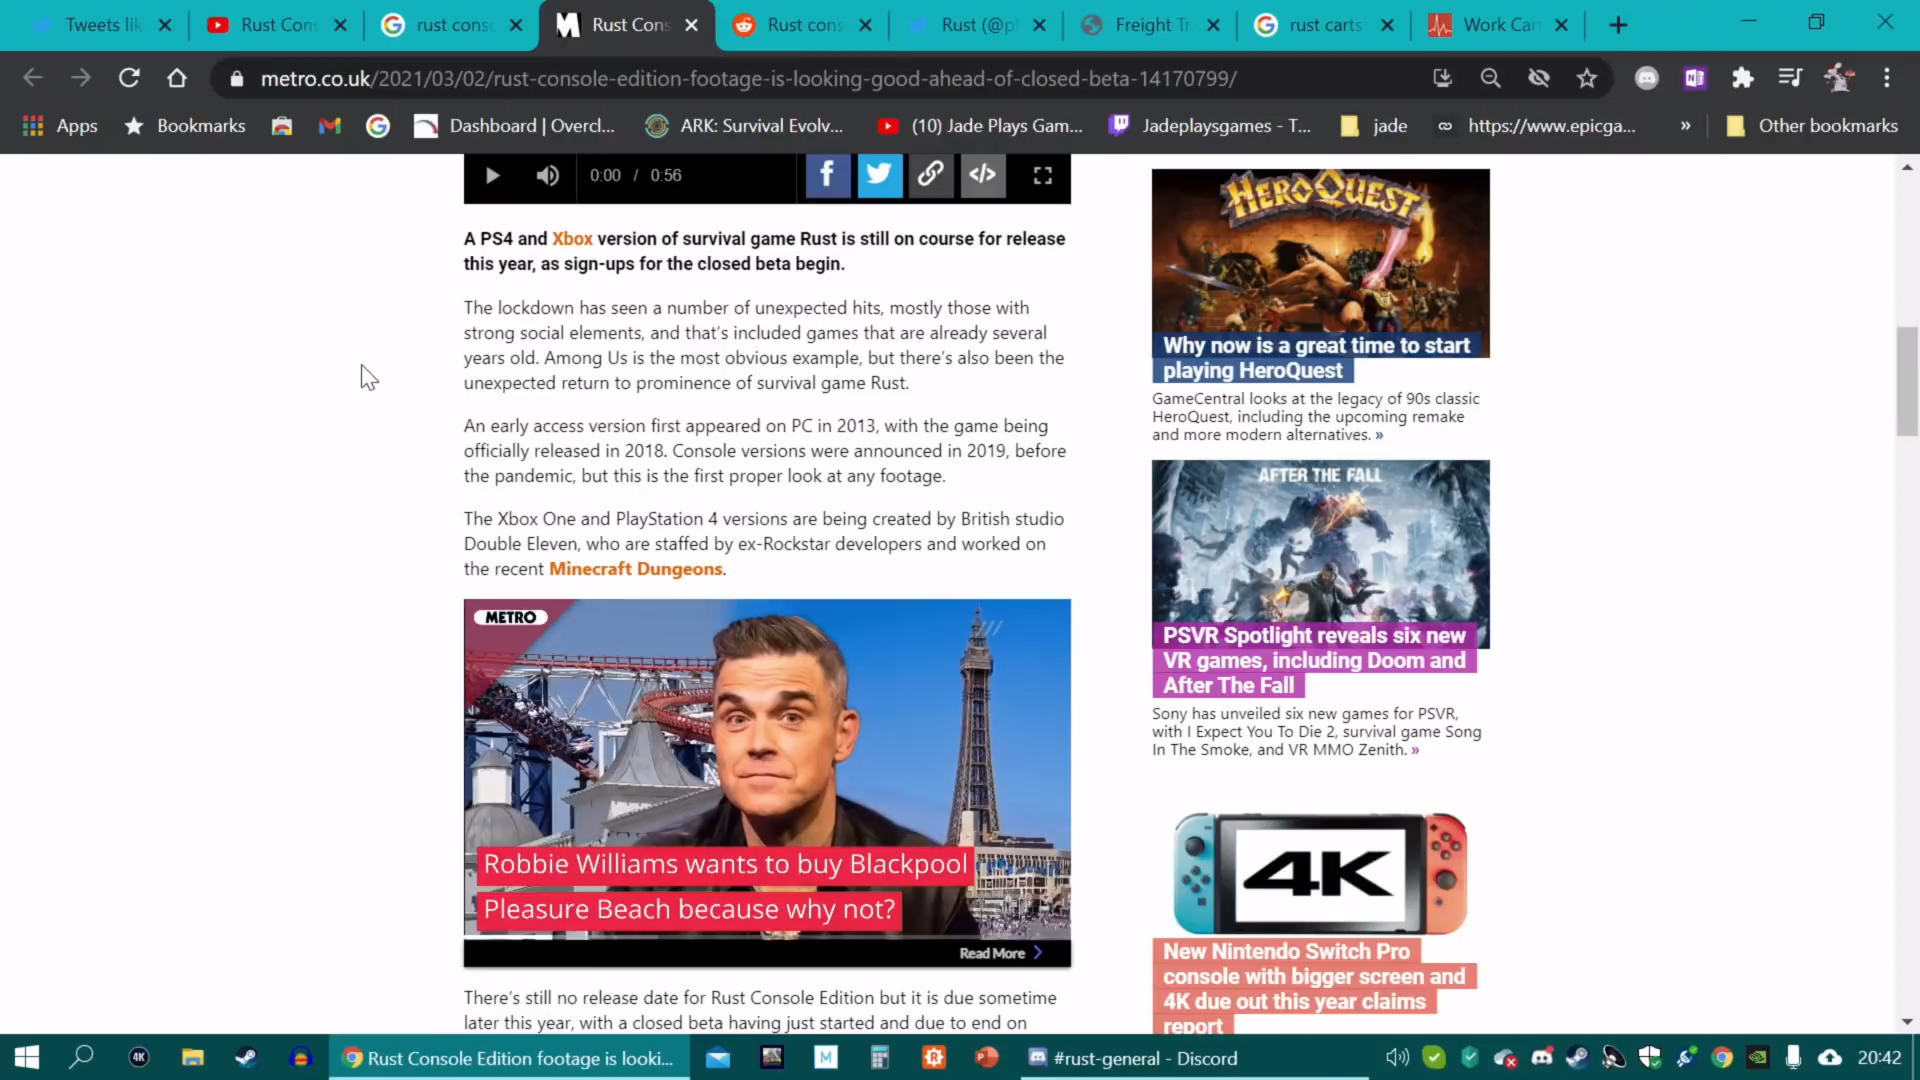 Tweets lik
Rust Con
rust conso
Rust Cons
Rust cons
Rust (@pl
Freight Tr
rust carts
Work Car
metro.co.uk/2021/03/02/rust-console-edition-footage-is-looking-good-ahead-of-closed-beta-14170799/
Apps
Bookmarks
Dashboard | Overcl...
ARK: Survival Evolv...
(10) Jade Plays Gam...
Jadeplaysgames - T...
jade
https://www.epicga...
»
Other bookmarks
0:00 / 0:56
A PS4 and Xbox version of survival game Rust is still on course for release
this year, as sign-ups for the closed beta begin.
The lockdown has seen a number of unexpected hits, mostly those with
strong social elements, and that's included games that are already several
years old. Among Us is the most obvious example, but there's also been the
unexpected return to prominence of survival game Rust.
An early access version first appeared on PC in 2013, with the game being
officially released in 2018. Console versions were announced in 2019, before
the pandemic, but this is the first proper look at any footage.
The Xbox One and PlayStation 4 versions are being created by British studio
Double Eleven, who are staffed by ex-Rockstar developers and worked on
the recent Minecraft Dungeons.
METRO
Robbie Williams wants to buy Blackpool
Pleasure Beach because why not?
Read More
There's still no release date for Rust Console Edition but it is due sometime
later this year, with a closed beta having just started and due to end on
HEROQUEST
Why now is a great time to start
playing HeroQuest
GameCentral looks at the legacy of 90s classic
HeroQuest, including the upcoming remake
and more modern alternatives. »
AFTER THE FALL
PSVR Spotlight reveals six new
VR games, including Doom and
After The Fall
Sony has unveiled six new games for PSVR,
with I Expect You To Die 2, survival game Song
In The Smoke, and VR MMO Zenith. »
4K
New Nintendo Switch Pro
console with bigger screen and
4K due out this year claims
report
4K
Rust Console Edition footage is looki...
M
#rust-general - Discord
20:42